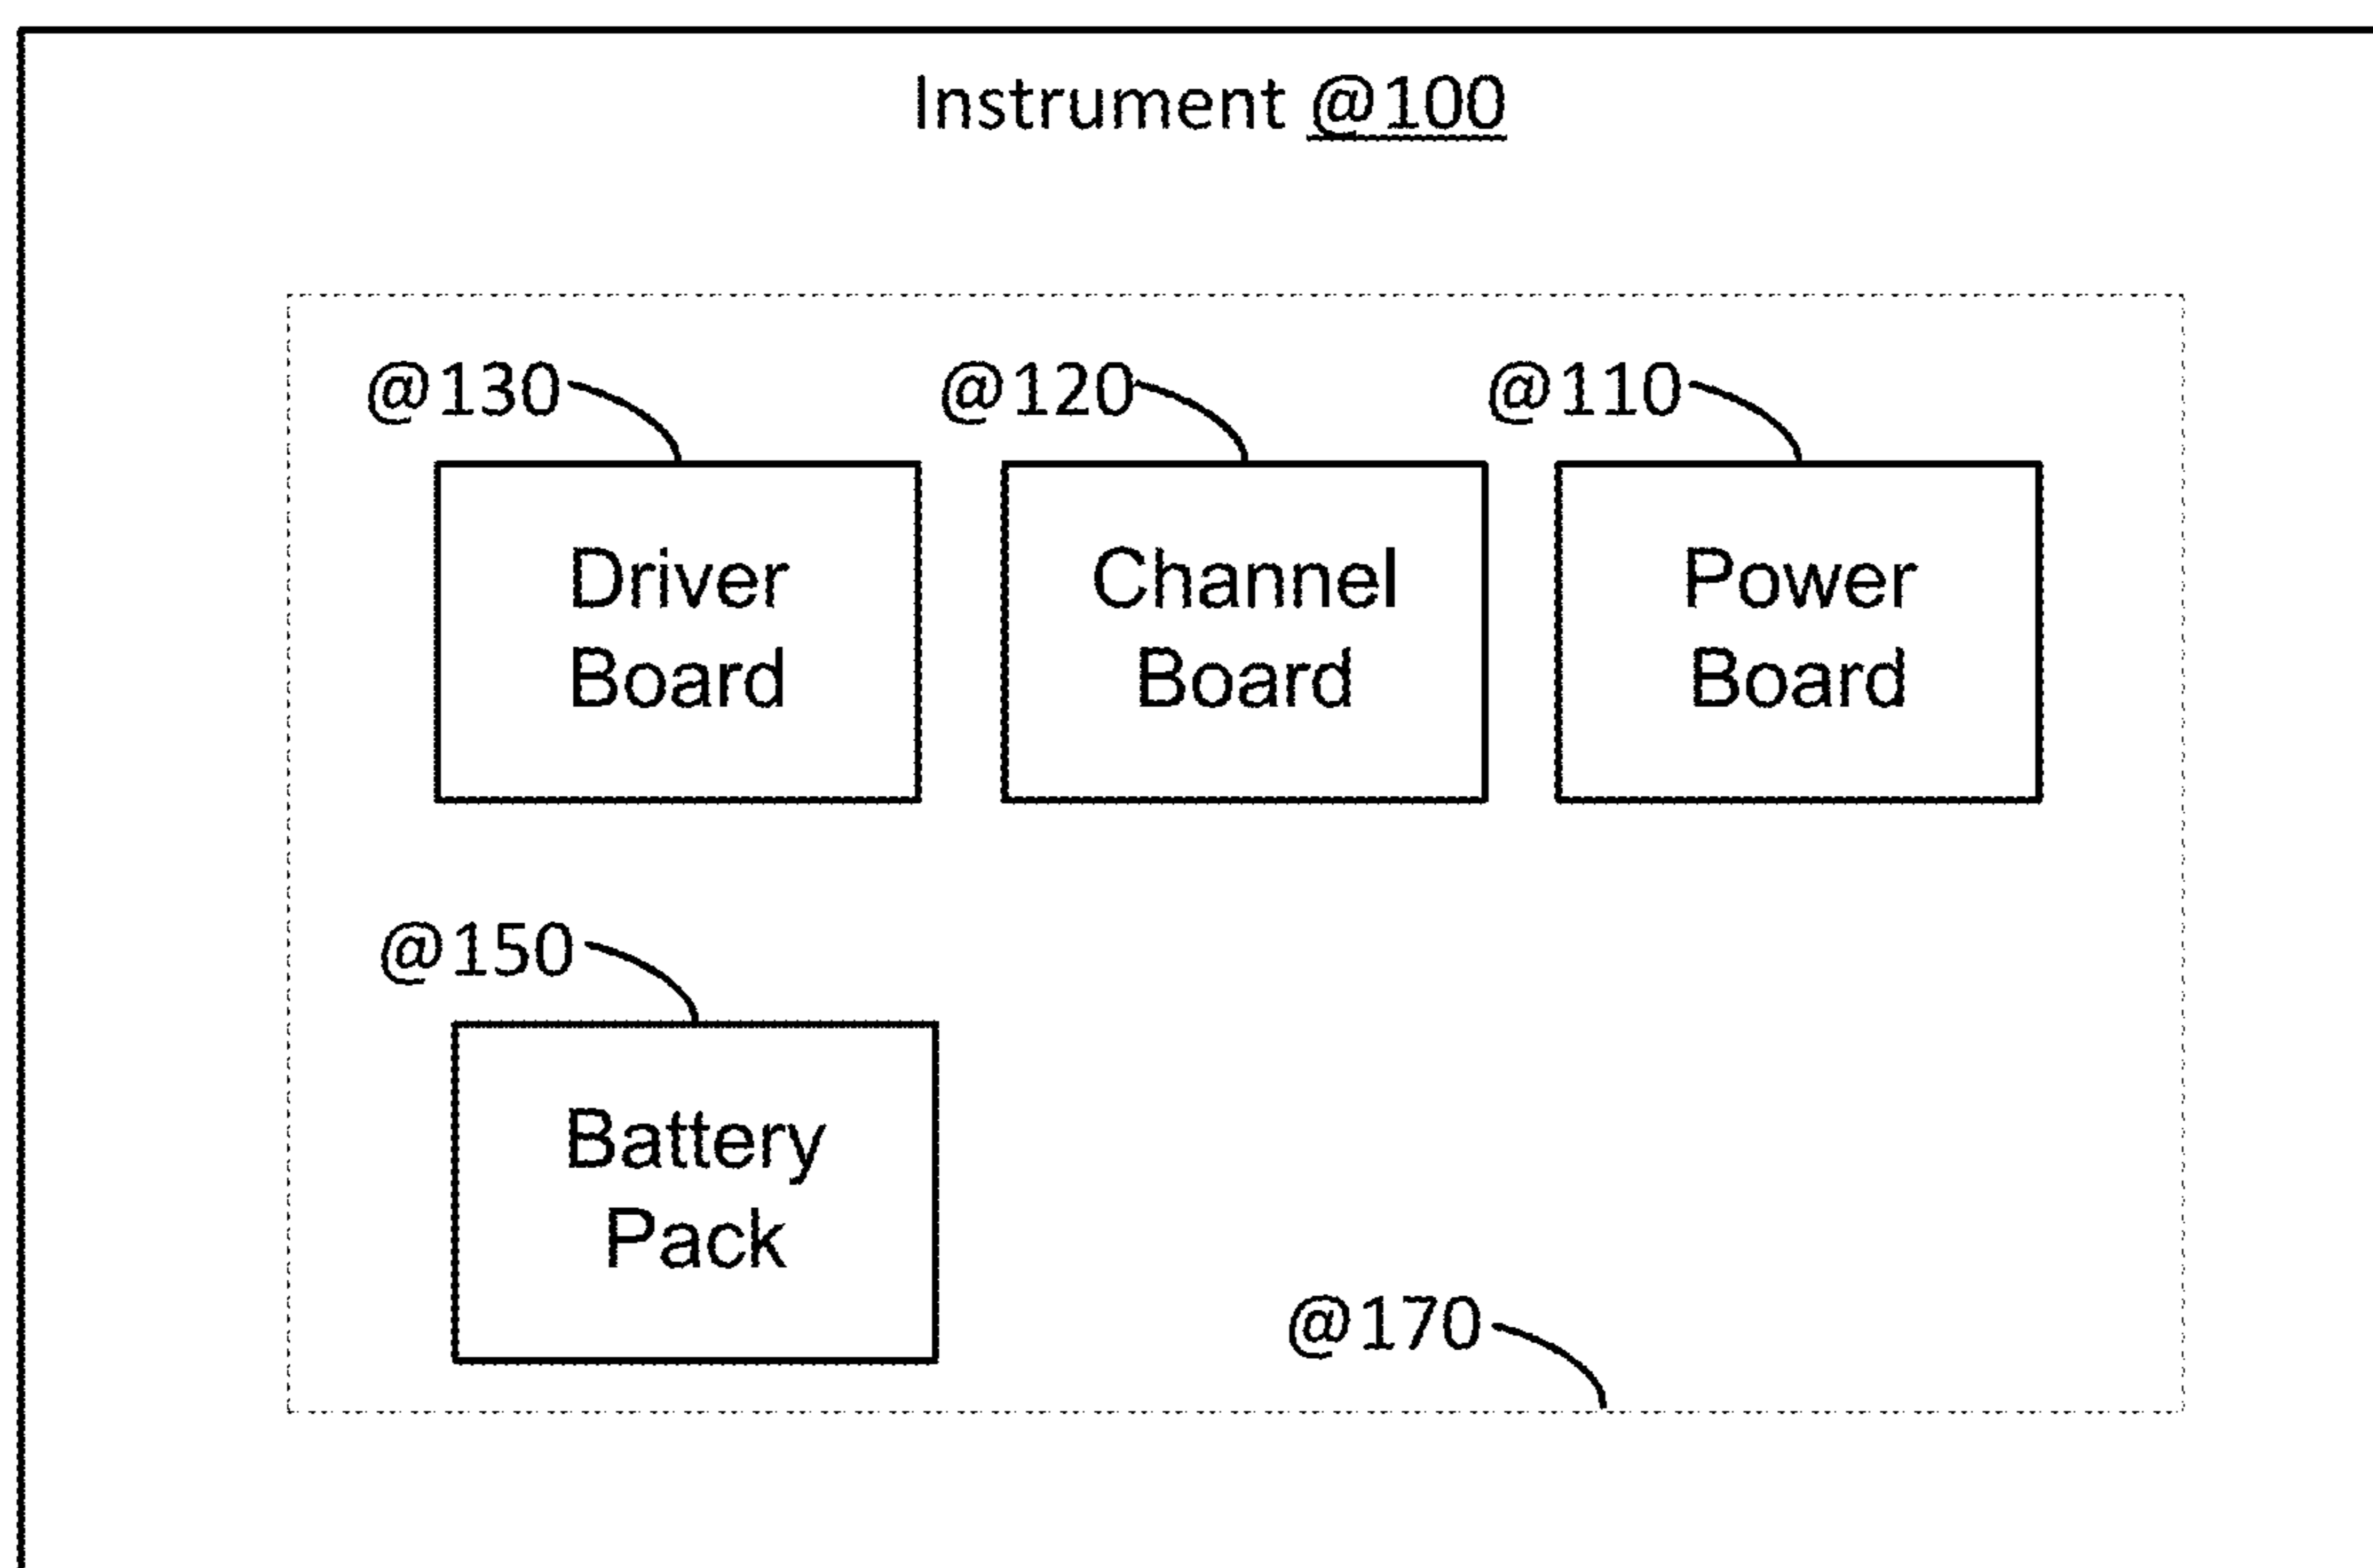 Instrument @100
@130
@120
@110
Driver
Board
Channel
Board
Power
Board
@150
Battery
Pack
@170